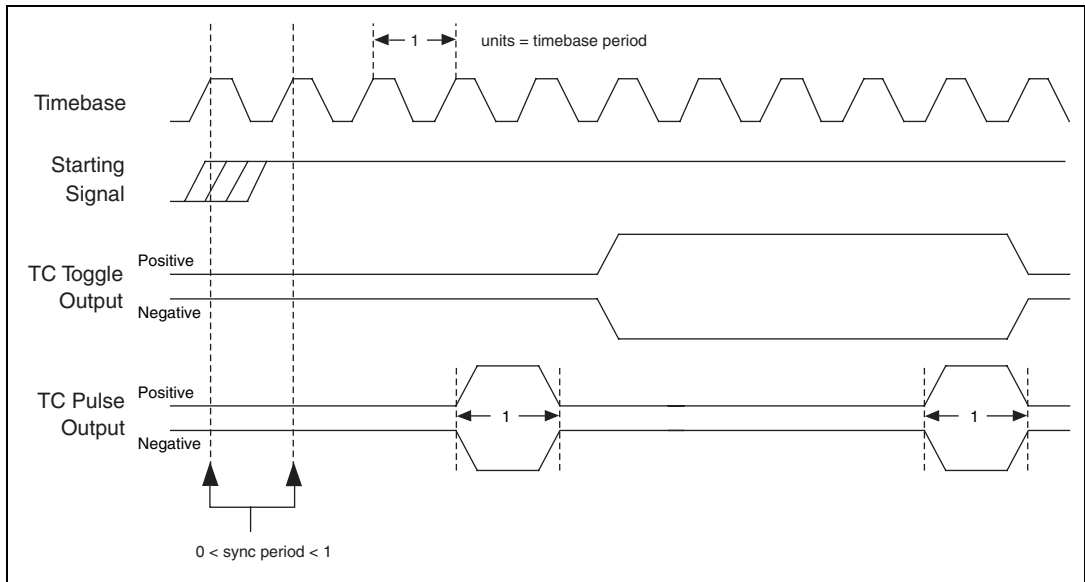 1
units = timebase period
Timebase
Starting
Signal
Positive
TC Toggle
Output
Negative
Positive
TC Pulse
Output
1
1
Negative
0 < sync period < 1